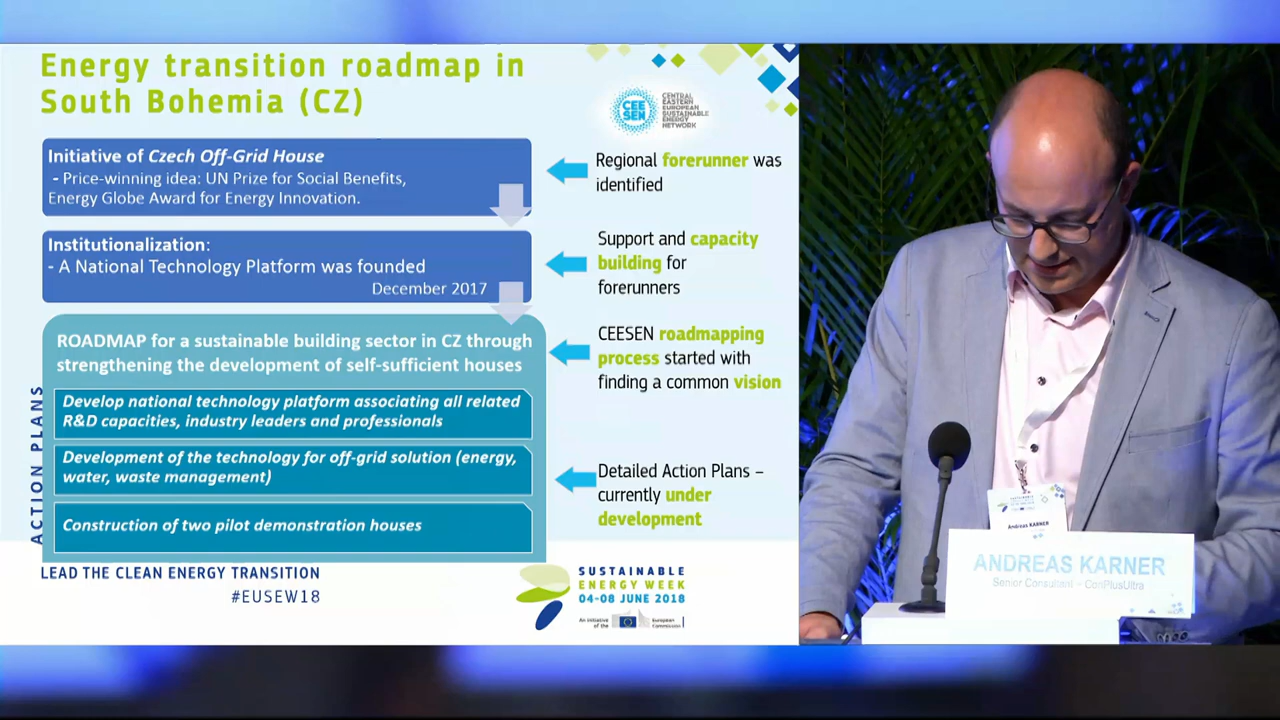 Energy transition roadmap in
South Bohemia (CZ)
CEE
SEN
CENTRAL
EASTERN
EUROPEAN
SUSTAINABLE
ENERGY
NETWORK
Initiative of Czech Off-Grid House
- Price-winning idea: UN Prize for Social Benefits,
Energy Globe Award for Energy Innovation.
Regional forerunner was
identified
Institutionalization:
- A National Technology Platform was founded
December 2017
Support and capacity
building for
forerunners
ROADMAP for a sustainable building sector in CZ through
strengthening the development of self-sufficient houses
CEESEN roadmapping
process started with
finding a common vision
ACTION PLANS
Develop national technology platform associating all related
R&D capacities, industry leaders and professionals
Development of the technology for off-grid solution (energy,
water, waste management)
Construction of two pilot demonstration houses
Detailed Action Plans –
currently under
development
LEAD THE CLEAN ENERGY TRANSITION
#EUSEW18
SUSTAINABLE
ENERGY WEEK
04-08 JUNE 2018
An initiative
of the
European
Commission
Andreas KARNER
ANDREAS KARNER
Senior Consultant – ConPlusUltra